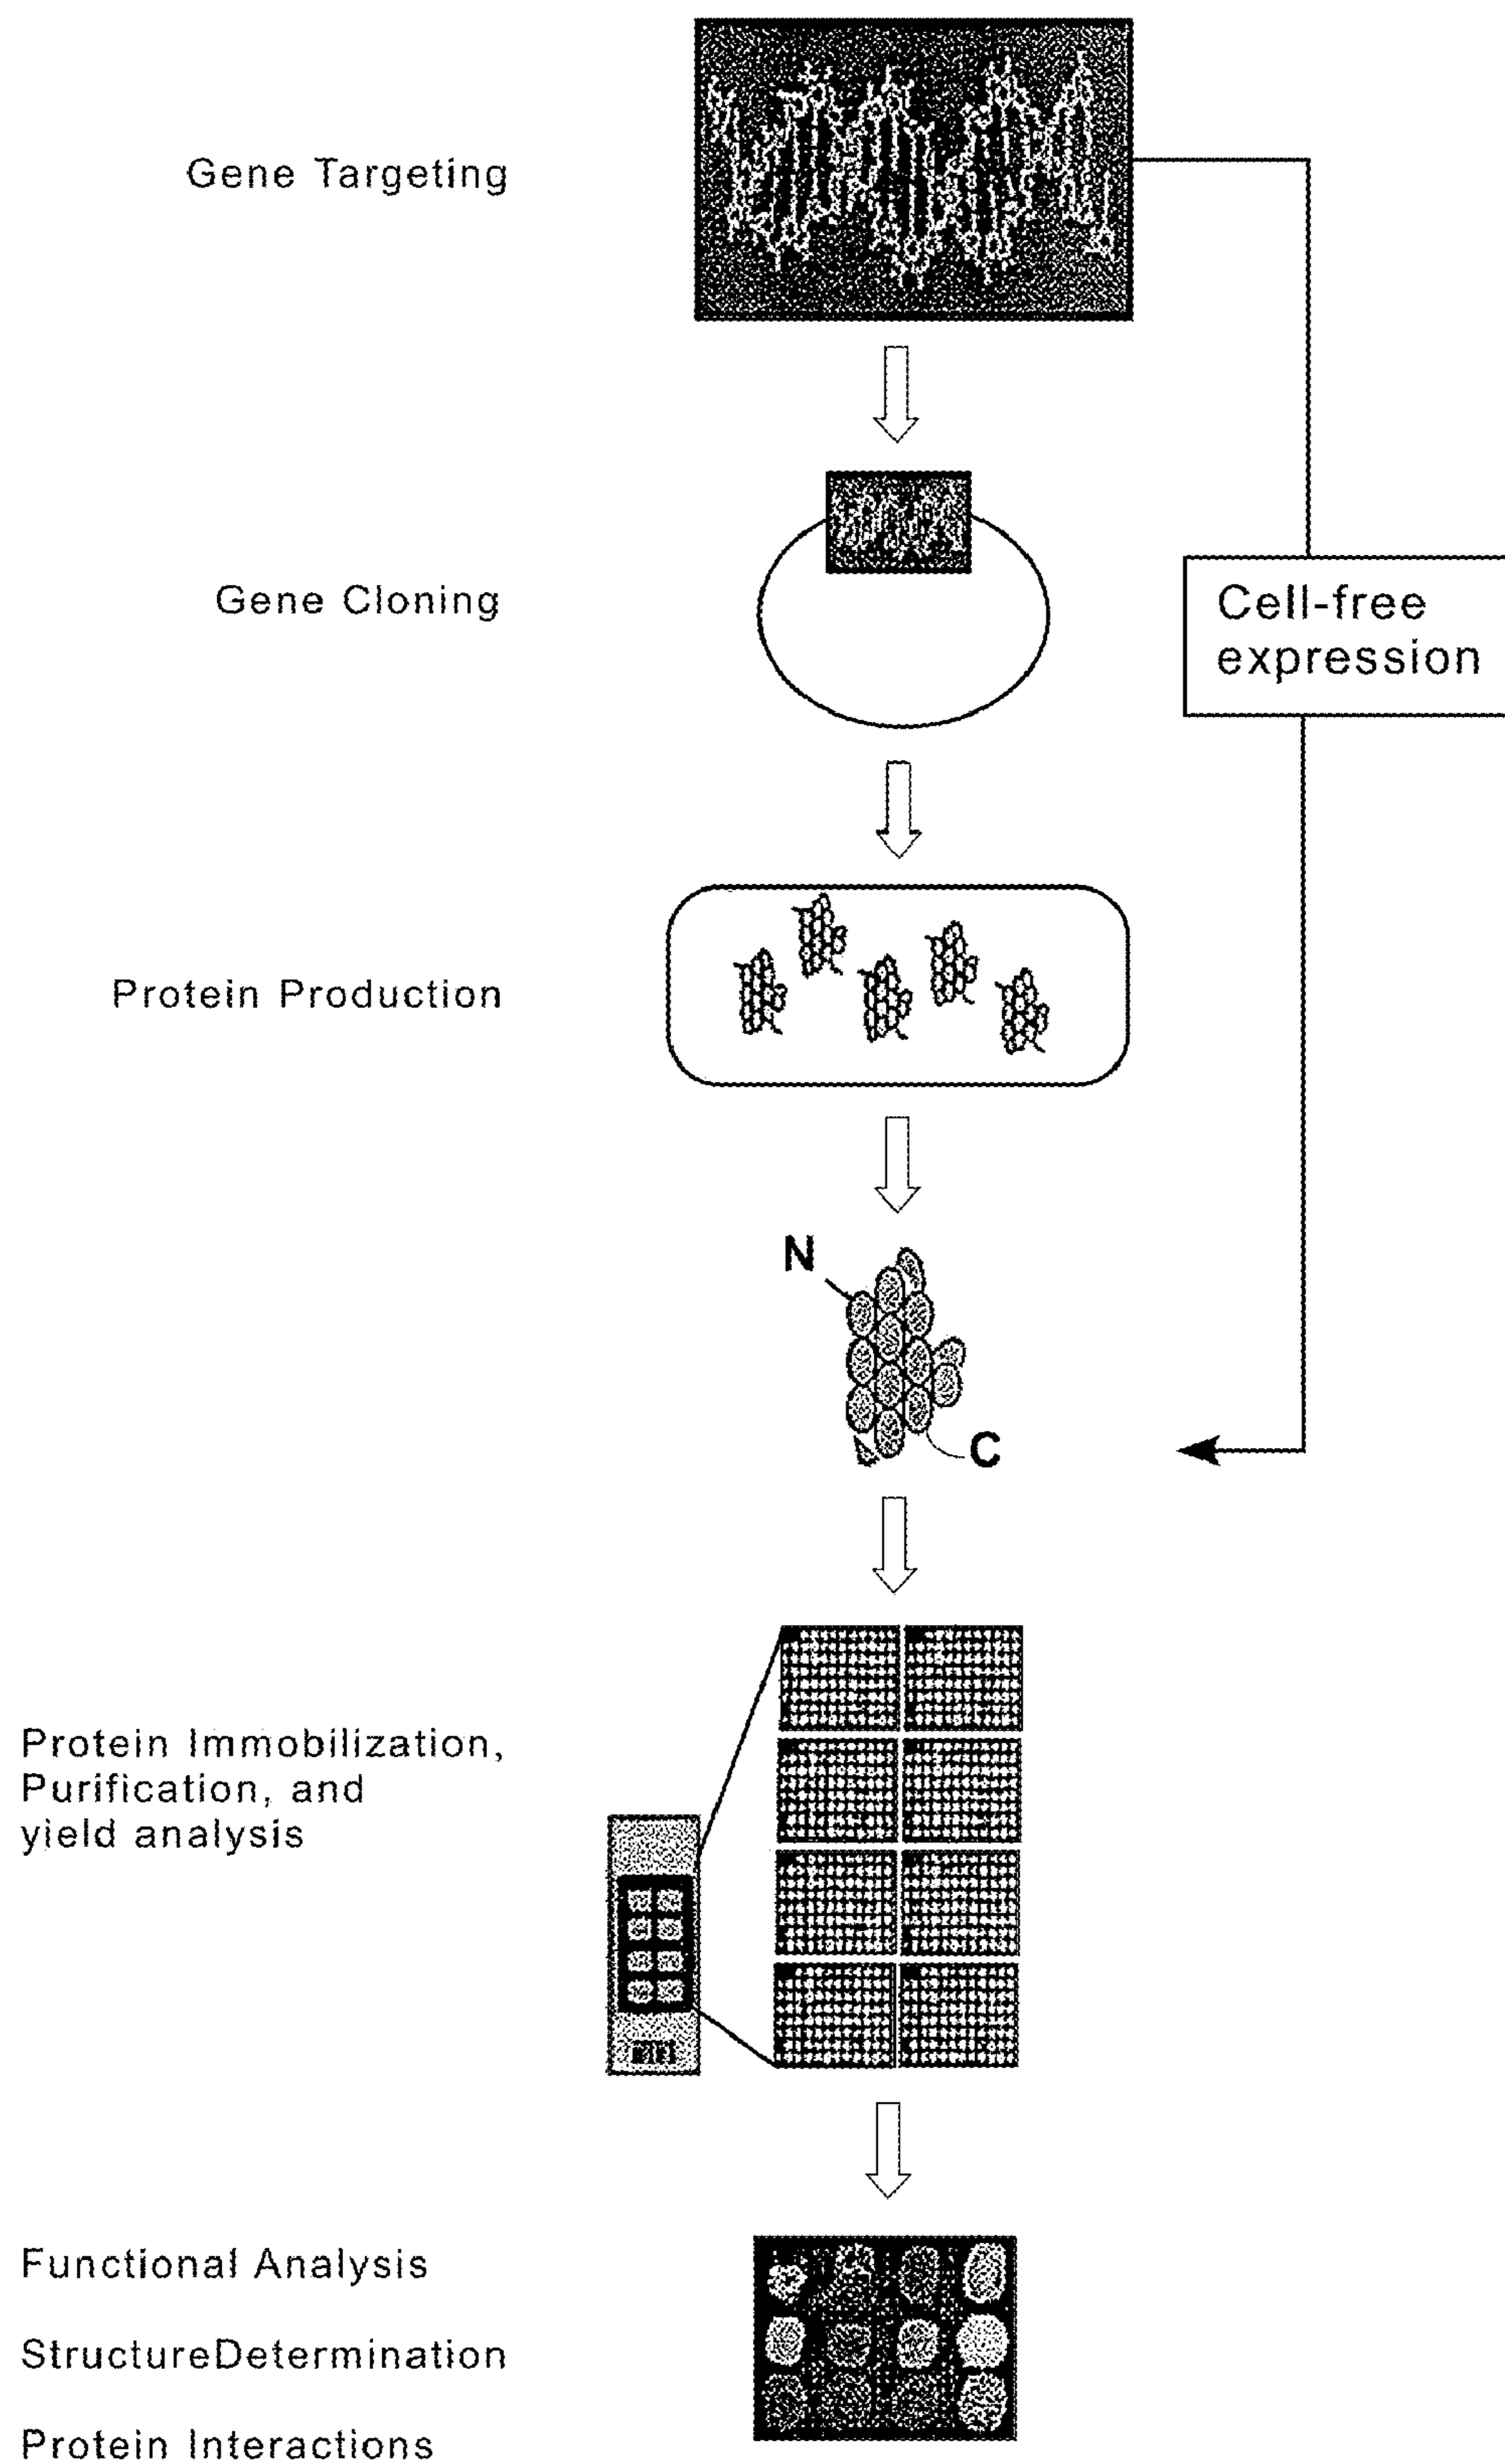 Gene Targeting
Gene Cloning
Cell-free
expression
Protein Production
N
C
Protein Immobilization,
Purification, and
yield analysis
Functional Analysis
StructureDetermination
Protein Interactions